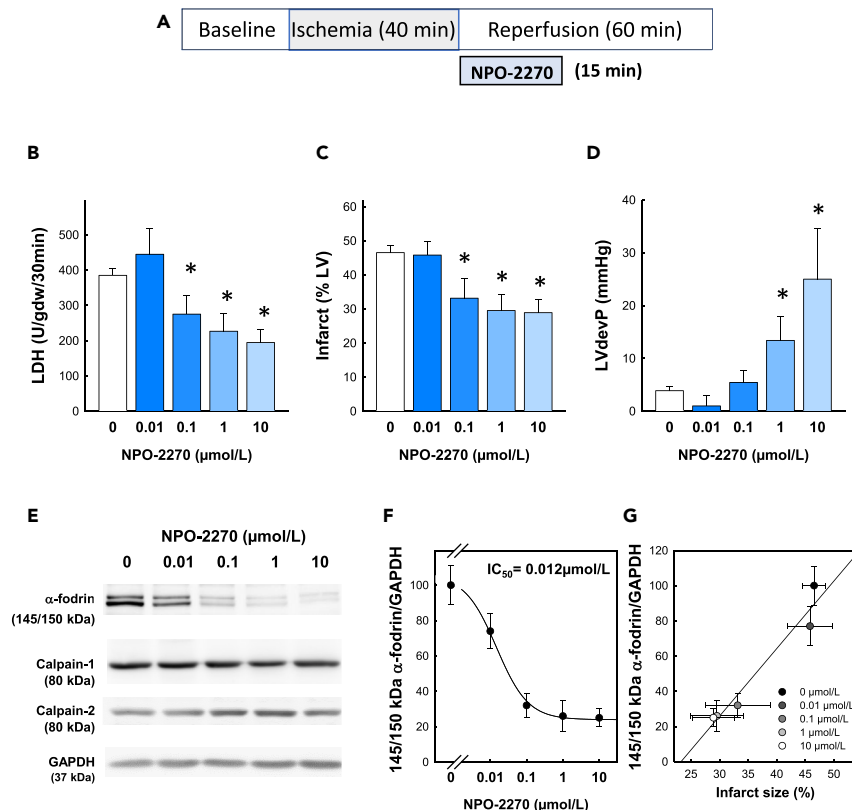 A
Baseline Ischemia (40 min) Reperfusion (60 min)
NPO-2270 (15 min)
B
LDH (U/gdw/30min)
500
400
300
200
100
0
* * *
0 0.01 0.1 1 10
NPO-2270 (µmol/L)
C
Infarct (% LV)
60
50
40
30
20
10
0
* * *
0 0.01 0.1 1 10
NPO-2270 (µmol/L)
D
LVdevP (mmHg)
40
20
0
* *
0 0.01 0.1 1 10
NPO-2270 (µmol/L)
E
NPO-2270 (µmol/L)
0 0.01 0.1 1 10
α-fodrin
(145/150 kDa)
Calpain-1
(80 kDa)
Calpain-2
(80 kDa)
GAPDH
(37 kDa)
F
145/150 kDa α-fodrin/GAPDH
120
100
80
60
40
20
0
IC50= 0.012µmol/L
0 0.01 0.1 1 10
NPO-2270 (µmol/L)
G
145/150 kDa α-fodrin/GAPDH
120
100
80
60
40
20
0
0 µmol/L
0.01 µmol/L
0.1 µmol/L
1 µmol/L
10 µmol/L
25 30 35 40 45 50
Infarct size (%)